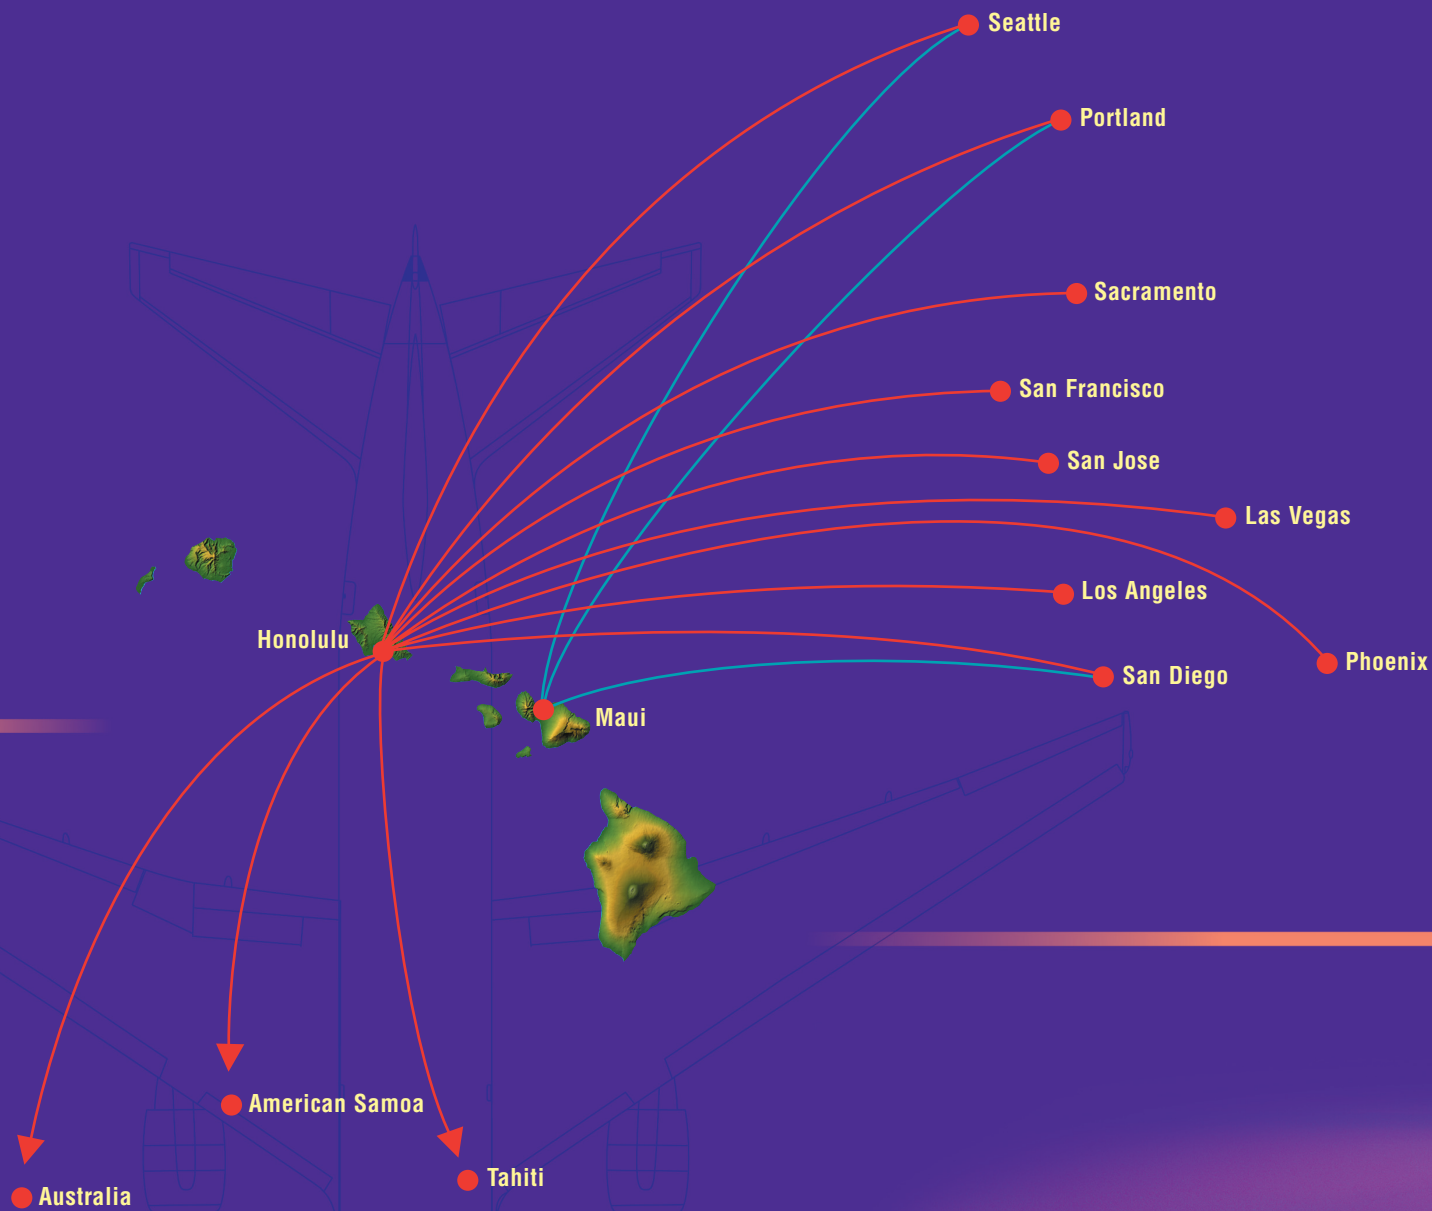 Seattle
Portland
Sacramento
San Francisco
San Jose
Las Vegas
Los Angeles
Honolulu
Phoenix
San Diego
Maui
American Samoa
Tahiti
Australia